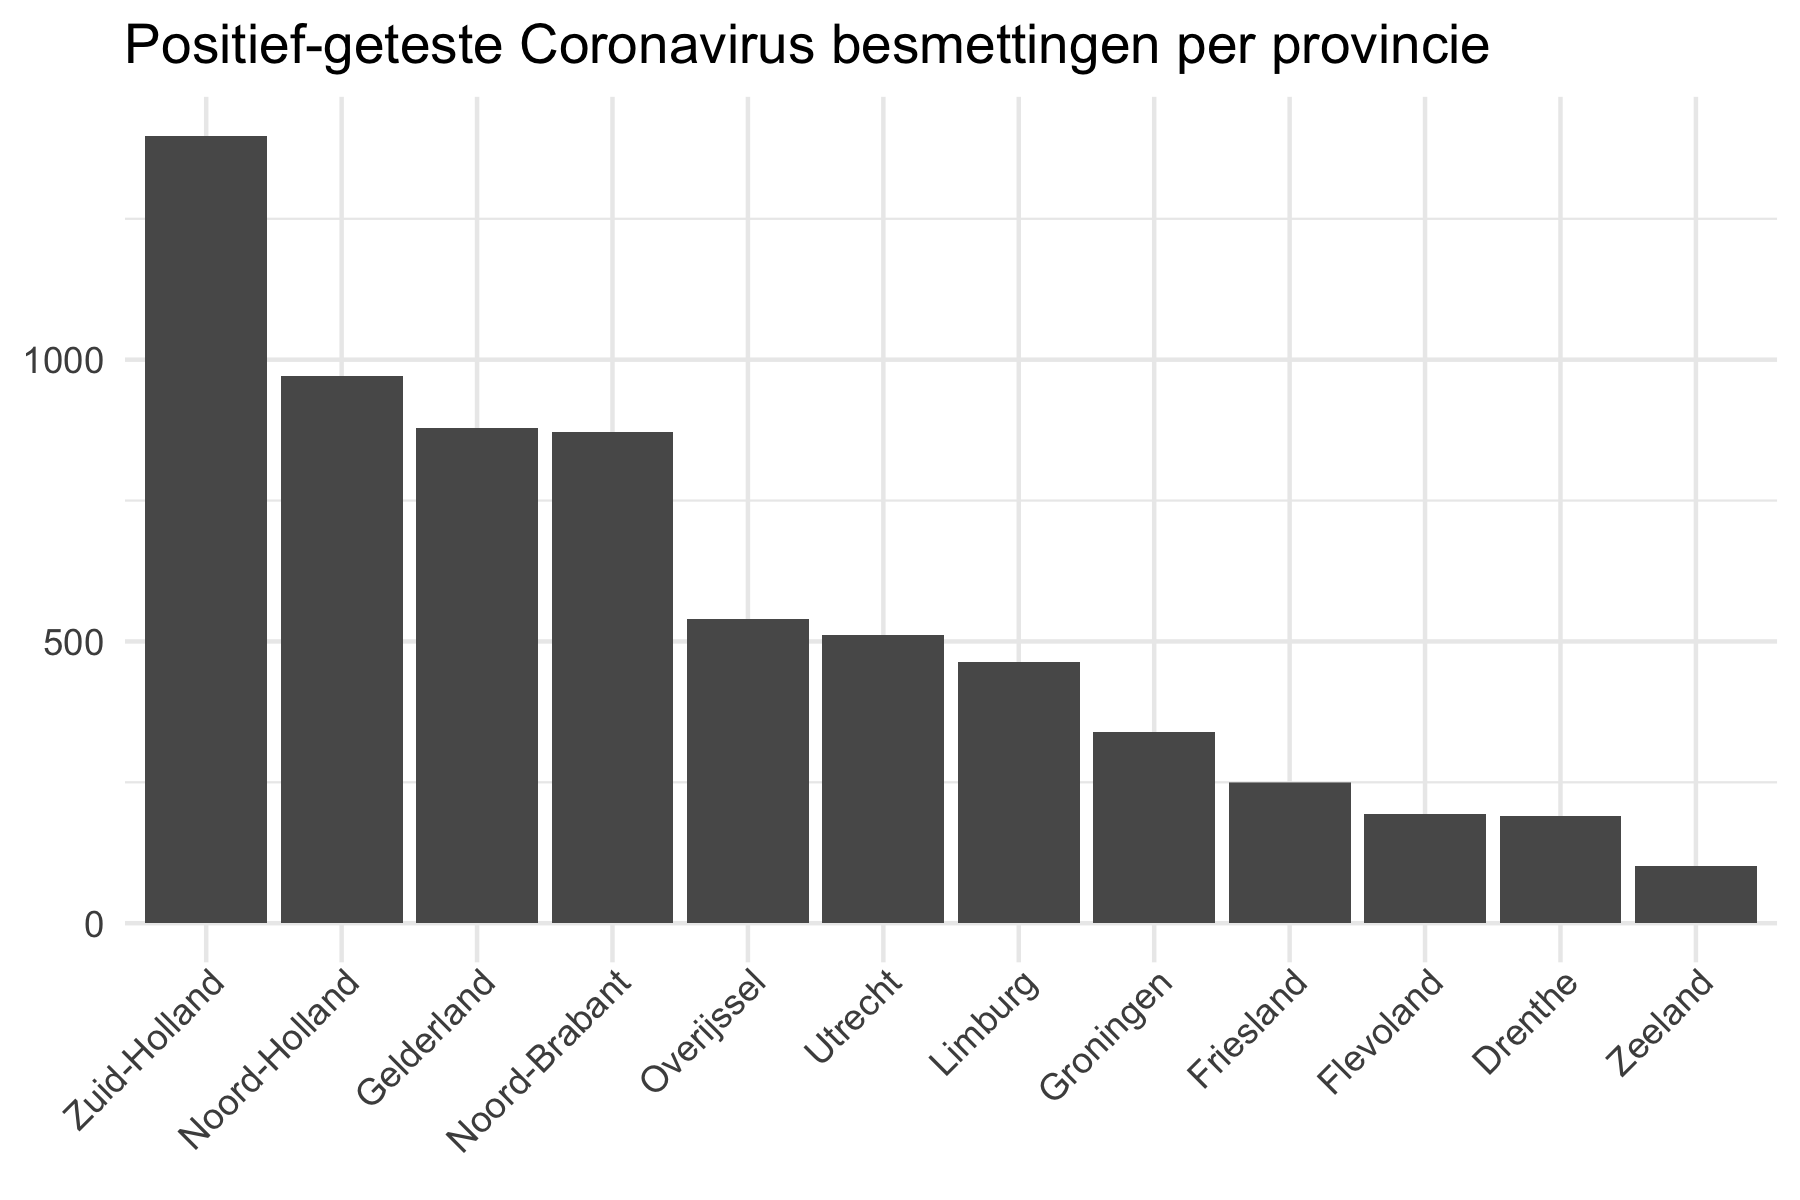 Positief-geteste Coronavirus besmettingen per provincie
1000
500
0
Zuid-Holland
Noord-Holland
Gelderland
Noord-Brabant
Overijssel
Utrecht
Limburg
Groningen
Friesland
Flevoland
Drenthe
Zeeland